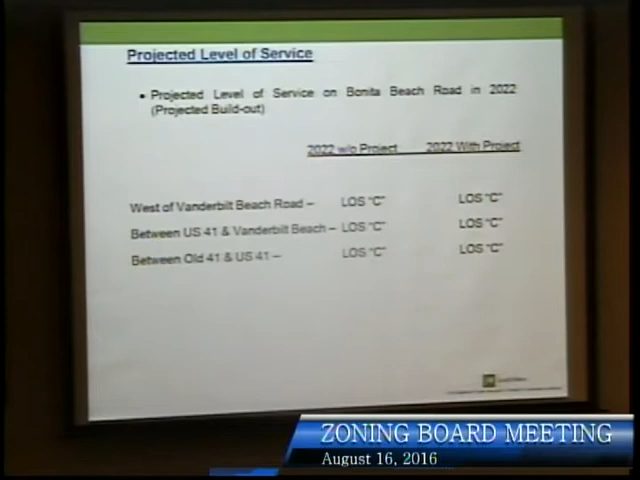 Projected Level of Service
• Projected Level of Service on Bonita Beach Road in 2022
(Projected Build-out)
2022 w/o Project 2022 With Project
West of Vanderbilt Beach Road – LOS "C" LOS "C"
Between US 41 & Vanderbilt Beach – LOS "C" LOS "C"
Between Old 41 & US 41 – LOS "C" LOS "C"
ZONING BOARD MEETING
August 16, 2016